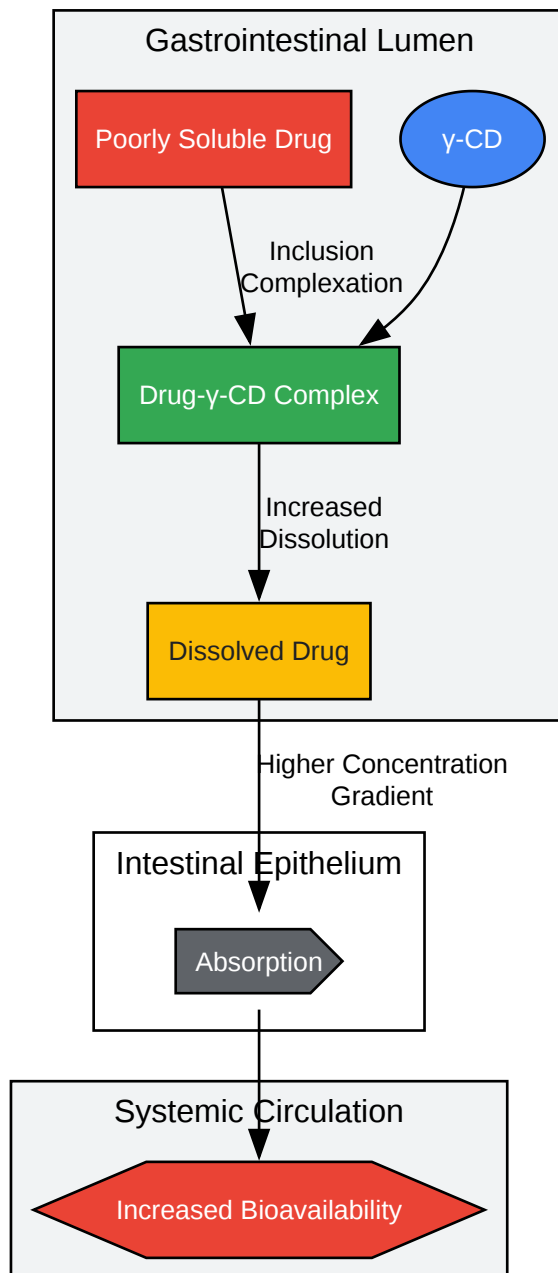 Gastrointestinal Lumen
Poorly Soluble Drug
γ-CD
Inclusion
Complexation
Drug-γ-CD Complex
Increased
Dissolution
Dissolved Drug
Higher Concentration
Gradient
Intestinal Epithelium
Absorption
Systemic Circulation
Increased Bioavailability